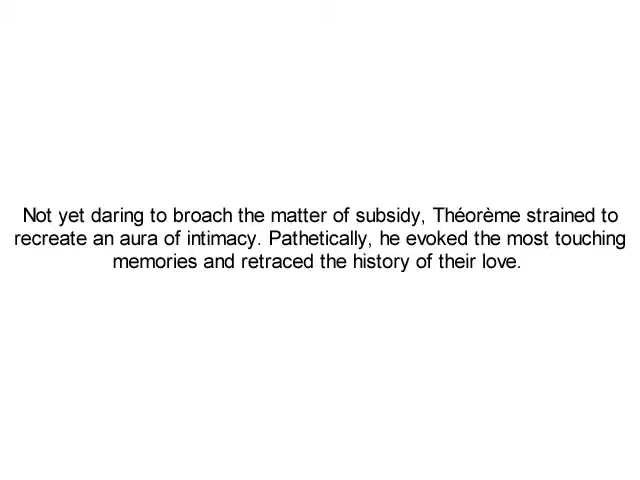 Not yet daring to broach the matter of subsidy, Théorème strained to
recreate an aura of intimacy. Pathetically, he evoked the most touching
memories and retraced the history of their love.